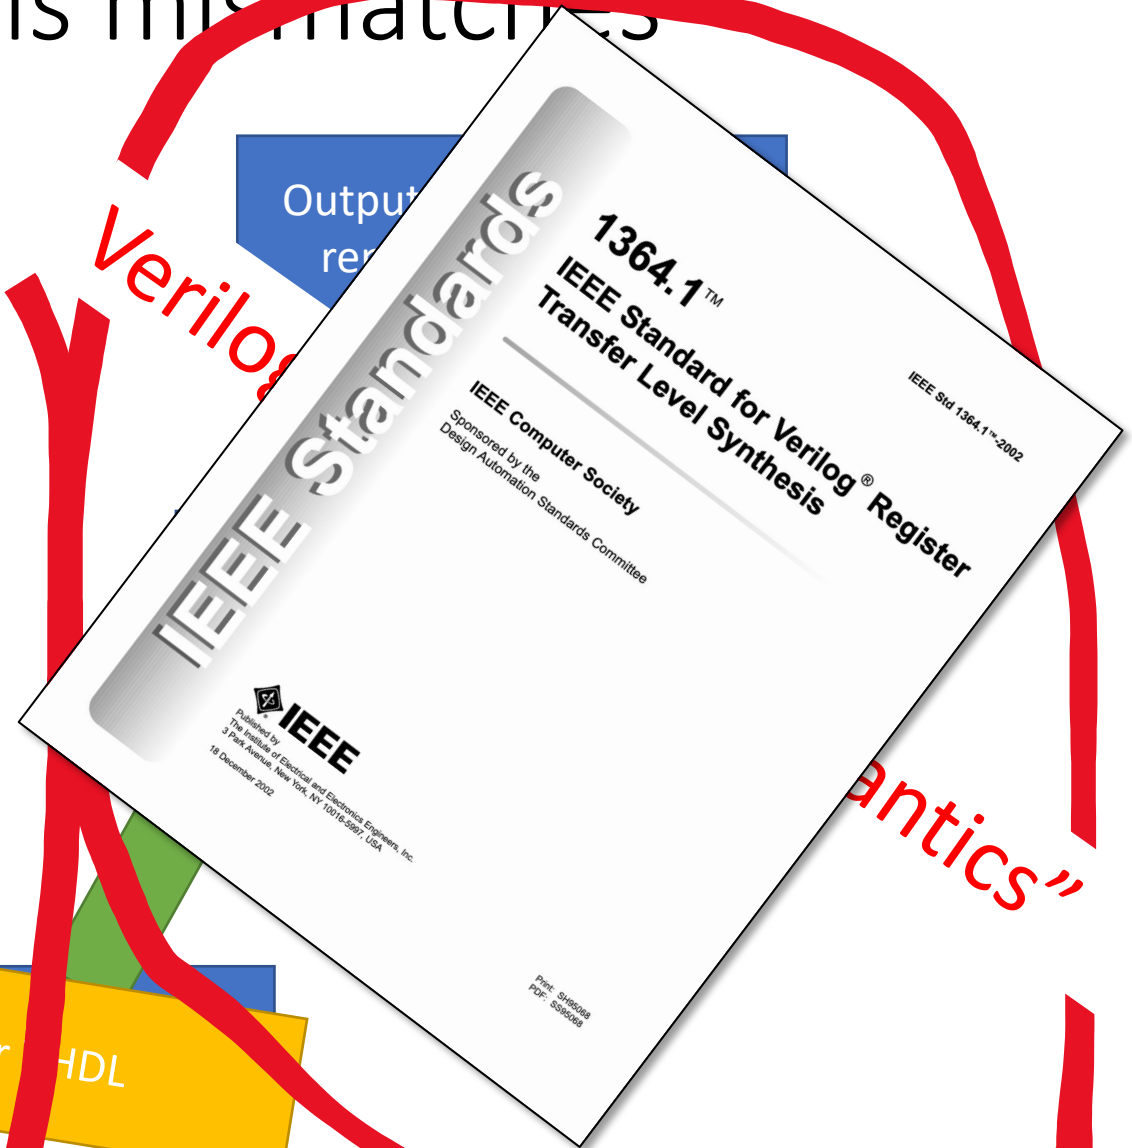 is mismatches
Output
rep
Verilog
IEEE Standards
1364.1™
IEEE Standard for Verilog® Register
Transfer Level Synthesis
IEEE Std 1364.1™-2002
IEEE Computer Society
Sponsored by the
Design Automation Standards Committee
IEEE
Published by
The Institute of Electrical and Electronics Engineers, Inc.
3 Park Avenue, New York, NY 10016-5997, USA
18 December 2002
Print: SH95068
PDF: SS95068
antics”
r HDL